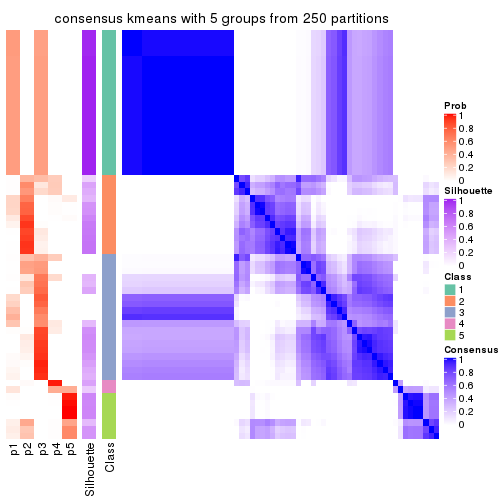 consensus kmeans with 5 groups from 250 partitions
Prob
1
0.8
0.6
0.4
0.2
0
Silhouette
1
0.8
0.6
0.4
0.2
0
Class
1
2
3
4
5
Consensus
1
0.8
0.6
0.4
0.2
0
p1
p2
p3
p4
p5
Silhouette
Class